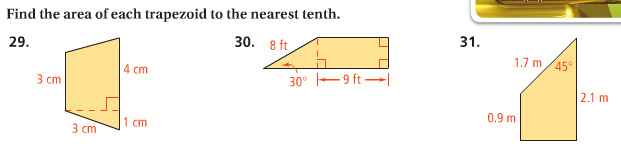 Find the area of each trapezoid to the nearest tenth.
29.
3 cm
4 cm
3 cm
1 cm
30.
8 ft
30°
9 ft
31.
1.7 m
45°
2.1 m
0.9 m